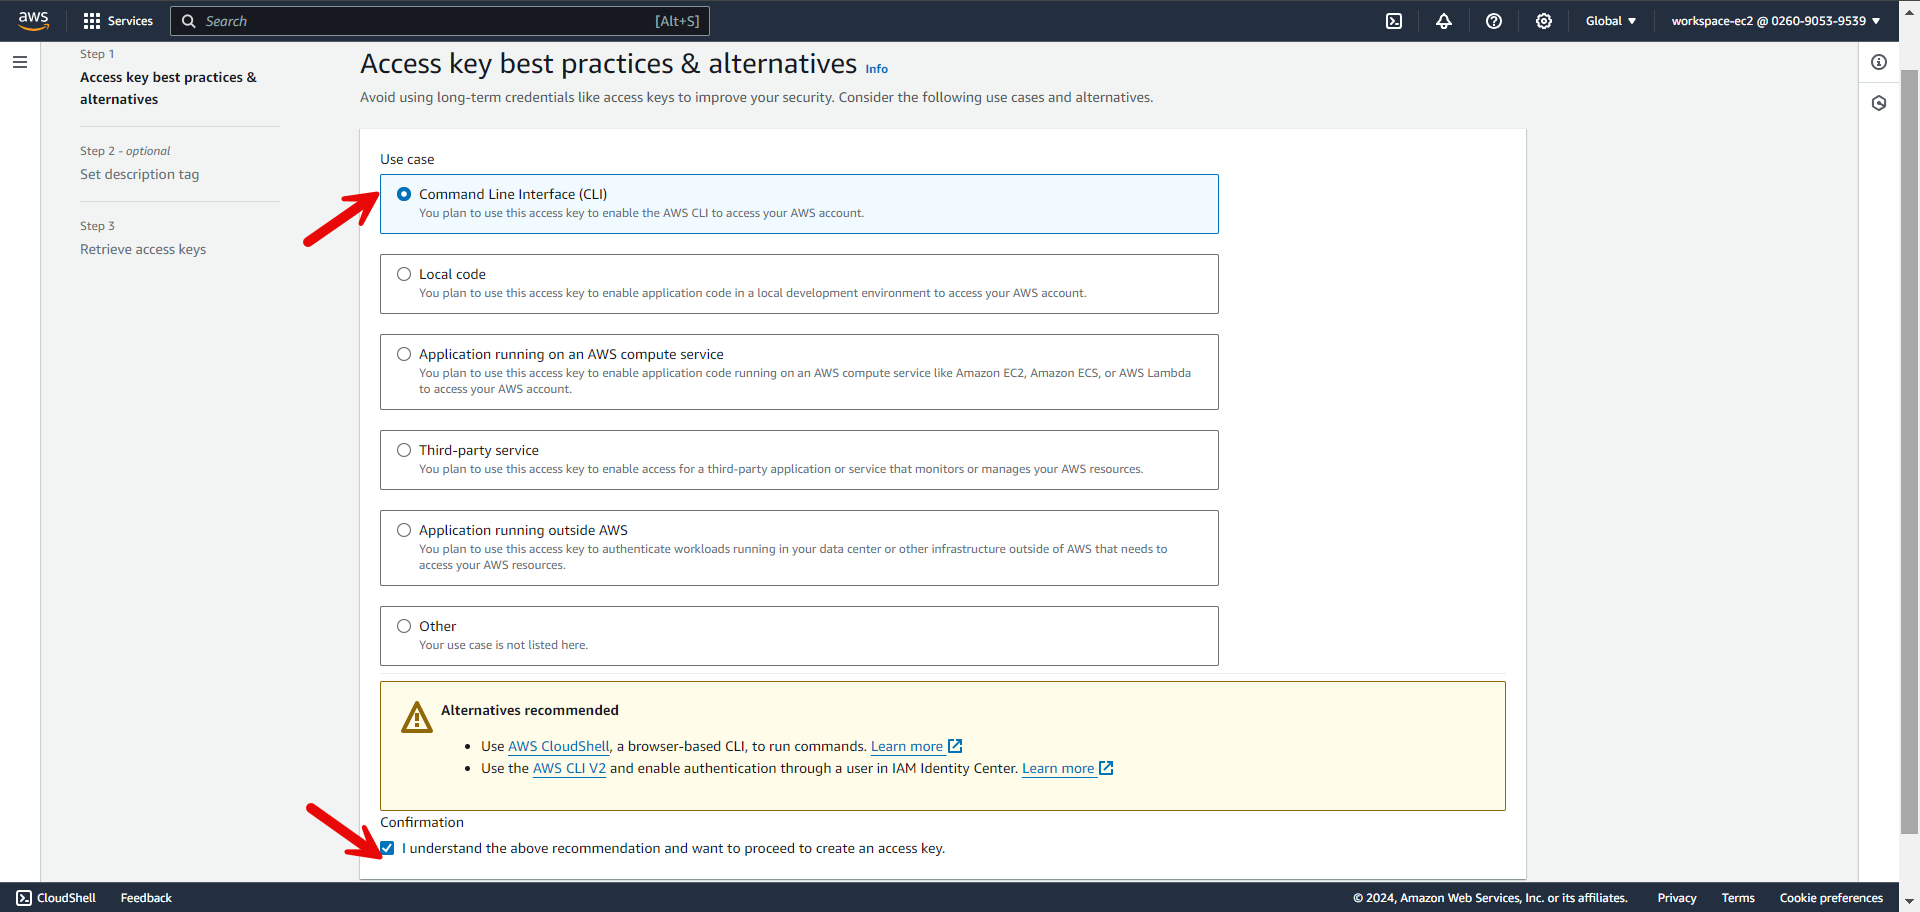 aws
Services
Search
[Alt+S]
Global
workspace-ec2 @ 0260-9053-9539
Step 1
Access key best practices &
alternatives
Step 2 - optional
Set description tag
Step 3
Retrieve access keys
Access key best practices & alternatives Info
Avoid using long-term credentials like access keys to improve your security. Consider the following use cases and alternatives.
Use case
Command Line Interface (CLI)
You plan to use this access key to enable the AWS CLI to access your AWS account.
Local code
You plan to use this access key to enable application code in a local development environment to access your AWS account.
Application running on an AWS compute service
You plan to use this access key to enable application code running on an AWS compute service like Amazon EC2, Amazon ECS, or AWS Lambda
to access your AWS account.
Third-party service
You plan to use this access key to enable access for a third-party application or service that monitors or manages your AWS resources.
Application running outside AWS
You plan to use this access key to authenticate workloads running in your data center or other infrastructure outside of AWS that needs to
access your AWS resources.
Other
Your use case is not listed here.
Alternatives recommended
• Use AWS CloudShell, a browser-based CLI, to run commands. Learn more
• Use the AWS CLI V2 and enable authentication through a user in IAM Identity Center. Learn more
Confirmation
I understand the above recommendation and want to proceed to create an access key.
CloudShell
Feedback
© 2024, Amazon Web Services, Inc. or its affiliates.
Privacy
Terms
Cookie preferences